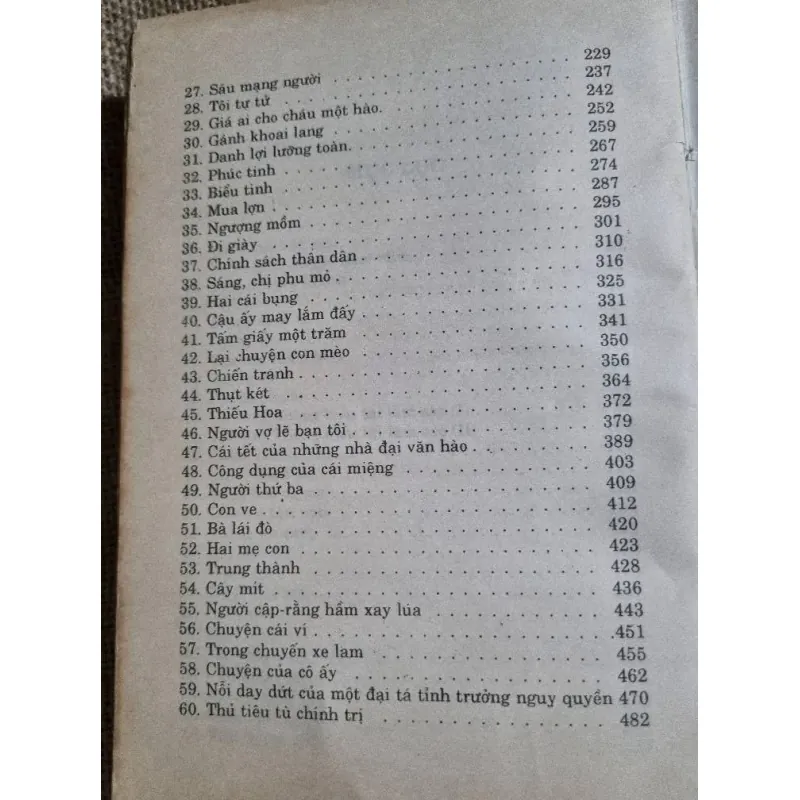 27. Sáu mạng người . . . . . . . . . . . . . . . . 229
28. Tôi tự tử . . . . . . . . . . . . . . . . . . . . 237
29. Giá ai cho cháu một hào. . . . . . . . . . . . . 242
30. Gánh khoai lang . . . . . . . . . . . . . . . . 252
31. Danh lợi lưỡng toàn. . . . . . . . . . . . . . . 259
32. Phúc tinh . . . . . . . . . . . . . . . . . . . 267
33. Biểu tình . . . . . . . . . . . . . . . . . . . 274
34. Mua lợn . . . . . . . . . . . . . . . . . . . . 287
35. Ngượng mồm . . . . . . . . . . . . . . . . . . 295
36. Đi giày . . . . . . . . . . . . . . . . . . . . 301
37. Chính sách thân dân . . . . . . . . . . . . . . 310
38. Sáng, chị phu mỏ . . . . . . . . . . . . . . . 316
39. Hai cái bụng . . . . . . . . . . . . . . . . . 325
40. Cậu ấy may lắm đấy . . . . . . . . . . . . . . 331
41. Tấm giấy một trăm . . . . . . . . . . . . . . . 341
42. Lại chuyện con mèo . . . . . . . . . . . . . . 350
43. Chiến tranh . . . . . . . . . . . . . . . . . . 356
44. Thụt két . . . . . . . . . . . . . . . . . . . 364
45. Thiếu Hoa . . . . . . . . . . . . . . . . . . . 372
46. Người vợ lẽ bạn tôi . . . . . . . . . . . . . . 379
47. Cái tết của những nhà đại văn hào . . . . . . . 389
48. Công dụng của cái miệng . . . . . . . . . . . . 403
49. Người thứ ba . . . . . . . . . . . . . . . . . 409
50. Con ve . . . . . . . . . . . . . . . . . . . . 412
51. Bà lái đò . . . . . . . . . . . . . . . . . . . 420
52. Hai mẹ con . . . . . . . . . . . . . . . . . . 423
53. Trung thành . . . . . . . . . . . . . . . . . . 428
54. Cây mít . . . . . . . . . . . . . . . . . . . . 436
55. Người cập-rằng hầm xay lúa . . . . . . . . . . 443
56. Chuyện cái ví . . . . . . . . . . . . . . . . . .451
57. Trong chuyến xe lam . . . . . . . . . . . . . . 455
58. Chuyện của cô ấy . . . . . . . . . . . . . . . 462
59. Nỗi day dứt của một đại tá tỉnh trưởng ngụy quyền 470
60. Thủ tiêu tù chính trị . . . . . . . . . . . . . 482